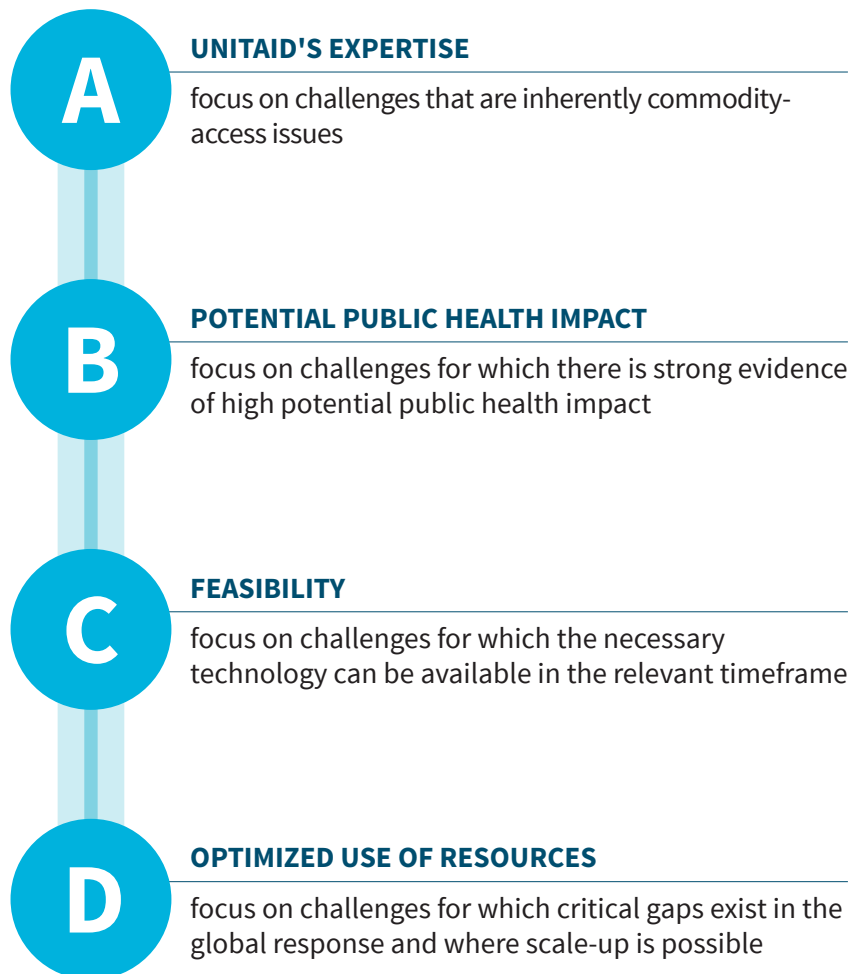 A
UNITAID'S EXPERTISE
focus on challenges that are inherently commodity-
access issues
B
POTENTIAL PUBLIC HEALTH IMPACT
focus on challenges for which there is strong evidence
of high potential public health impact
C
FEASIBILITY
focus on challenges for which the necessary
technology can be available in the relevant timeframe
D
OPTIMIZED USE OF RESOURCES
focus on challenges for which critical gaps exist in the
global response and where scale-up is possible